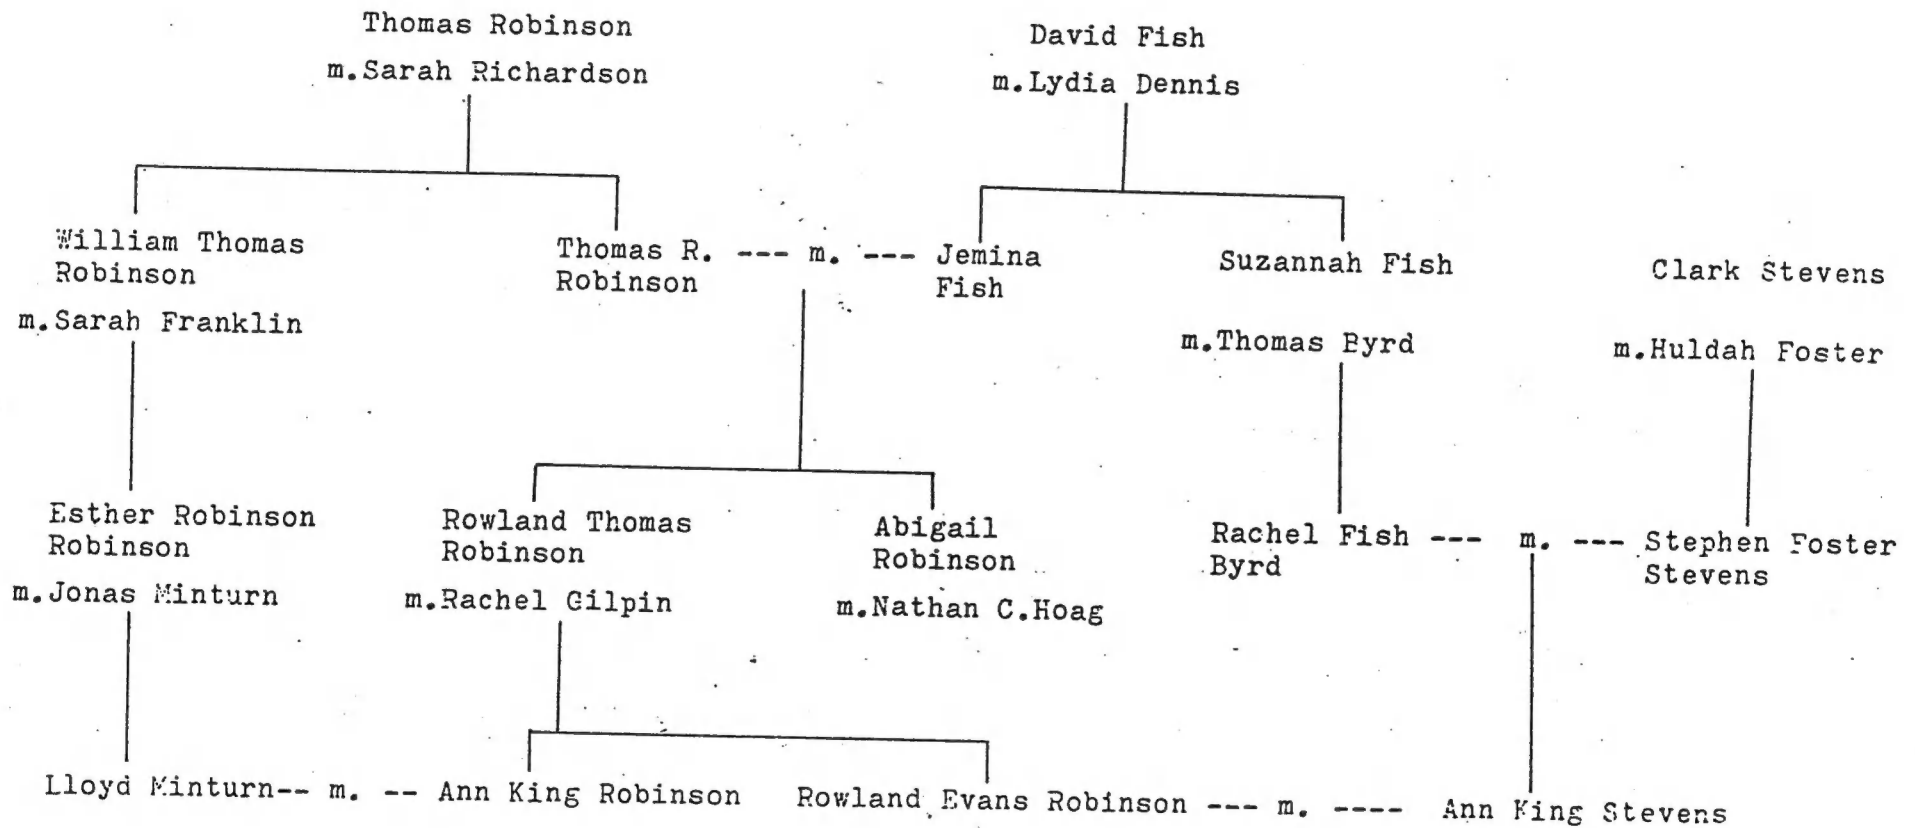 Thomas Robinson
m.Sarah Richardson
David Fish
m.Lydia Dennis
William Thomas
Robinson
m.Sarah Franklin
Thomas R. --- m. --- Jemina
Robinson Fish
Suzannah Fish
m.Thomas Byrd
Clark Stevens
m.Huldah Foster
Esther Robinson
Robinson
m.Jonas Minturn
Rowland Thomas
Robinson
m.Rachel Gilpin
Abigail
Robinson
m.Nathan C.Hoag
Rachel Fish --- m. --- Stephen Foster
Byrd Stevens
Lloyd Minturn-- m. -- Ann King Robinson
Rowland Evans Robinson --- m. ---- Ann King Stevens